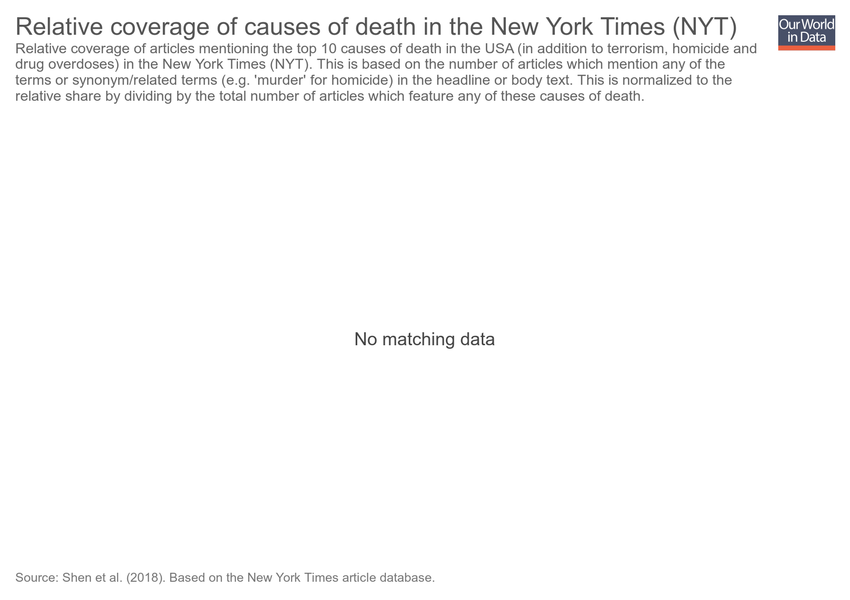 Relative coverage of causes of death in the New York Times (NYT)
Our World
in Data
Relative coverage of articles mentioning the top 10 causes of death in the USA (in addition to terrorism, homicide and
drug overdoses) in the New York Times (NYT). This is based on the number of articles which mention any of the
terms or synonym/related terms (e.g. 'murder' for homicide) in the headline or body text. This is normalized to the
relative share by dividing by the total number of articles which feature any of these causes of death.
No matching data
Source: Shen et al. (2018). Based on the New York Times article database.